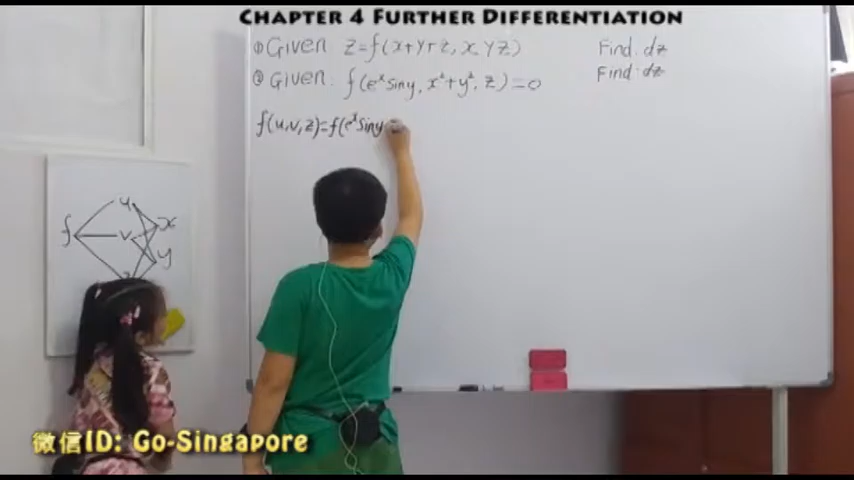 CHAPTER 4 FURTHER DIFFERENTIATION
① Given z=f(x+y+z, xyz) Find dz
② Given f(eˣsiny, x²+y², z)=0 Find dz
f(u,v,z)=f(eˣsiny
u
f v x
y
微信ID: Go-Singapore